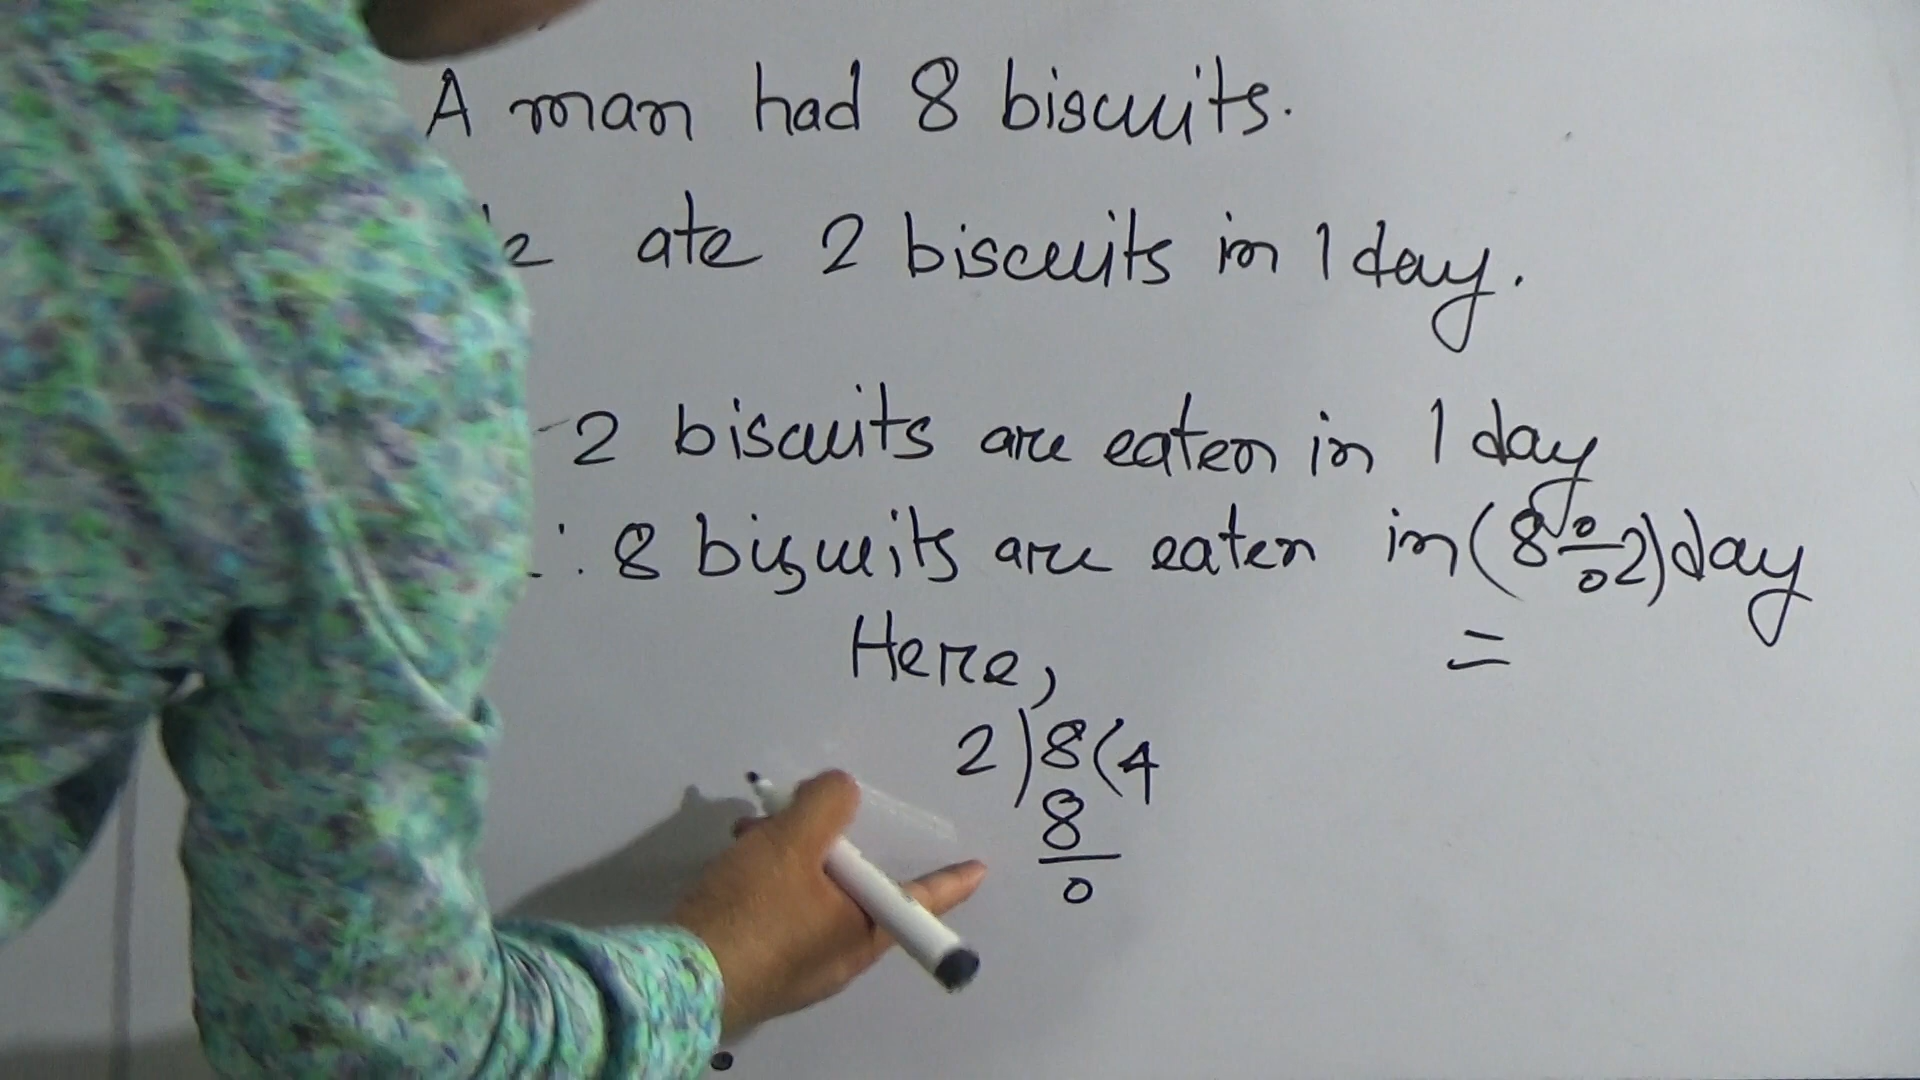 A man had 8 biscuits.
ate 2 biscuits in 1 day.
2 biscuits are eaten in 1 day
∴ 8 biscuits are eaten in (8 ÷ 2) day
Here, =
2 ) 8 ( 4
8
0